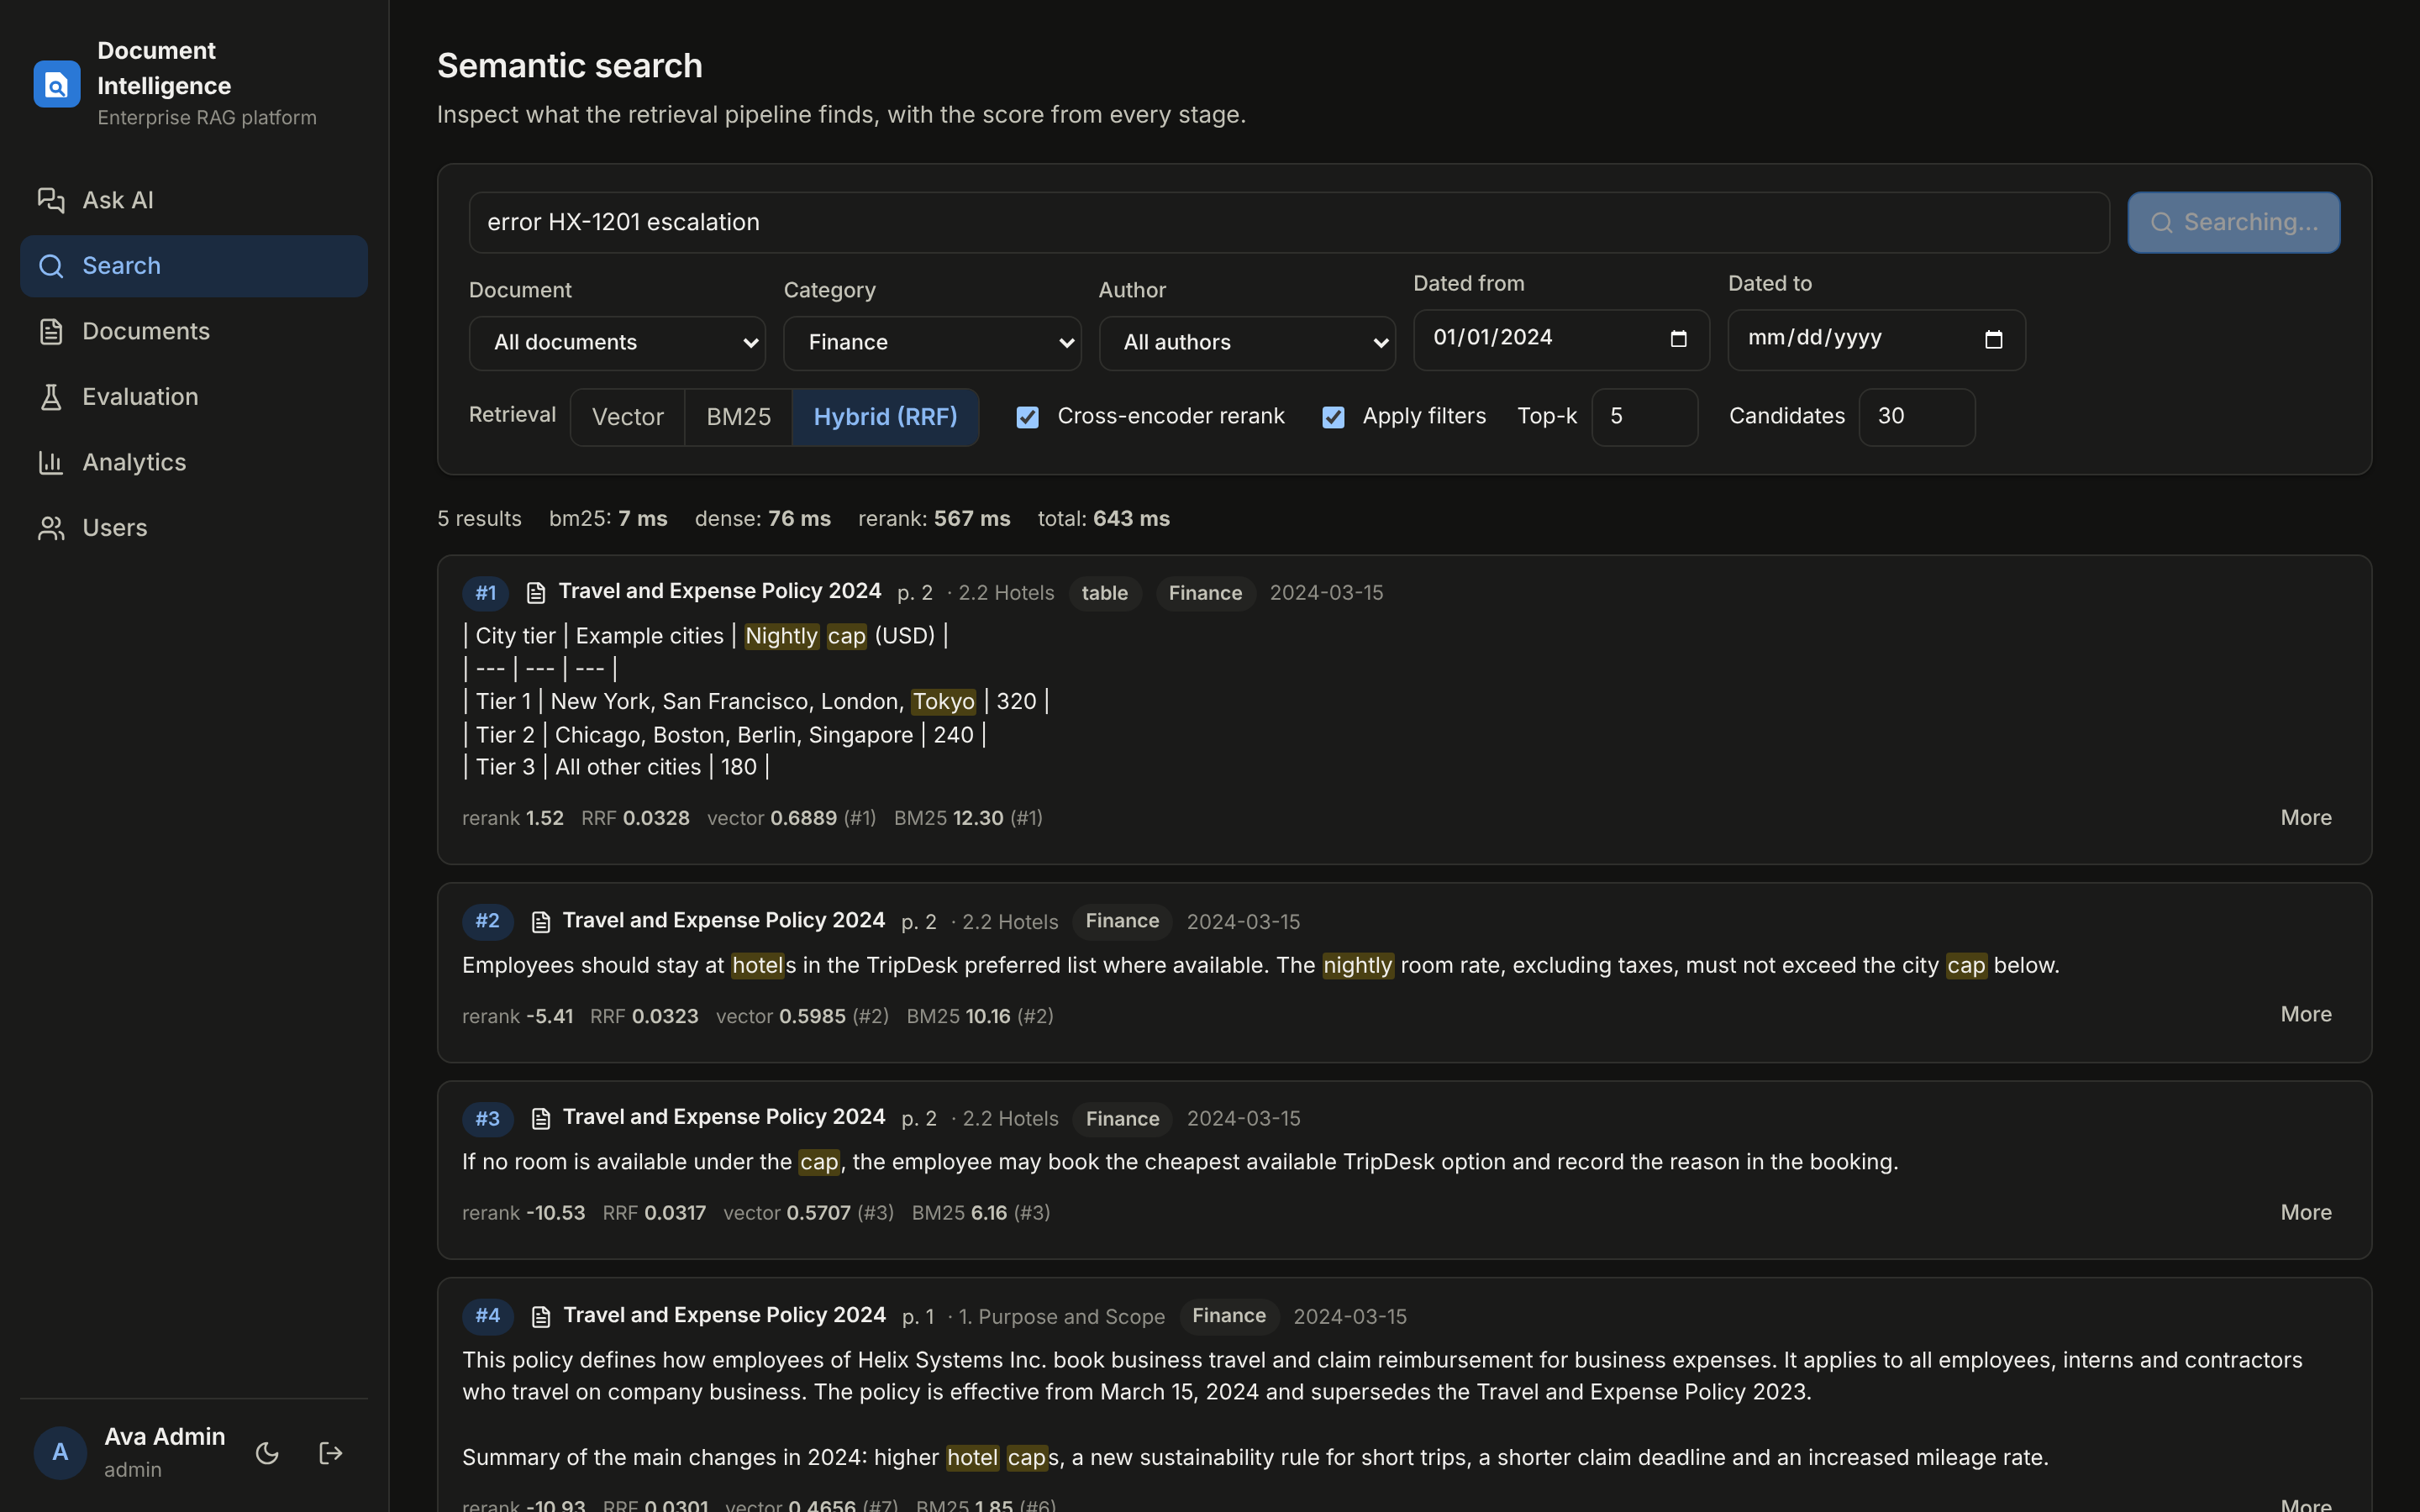 Document
Intelligence
Enterprise RAG platform
Ask AI
Search
Documents
Evaluation
Analytics
Users
Ava Admin
admin
A
Semantic search
Inspect what the retrieval pipeline finds, with the score from every stage.
error HX-1201 escalation
Searching...
Document Category Author Dated from Dated to
All documents Finance All authors 01/01/2024 mm/dd/yyyy
Retrieval Vector BM25 Hybrid (RRF) Cross-encoder rerank Apply filters Top-k 5 Candidates 30
5 results bm25: 7 ms dense: 76 ms rerank: 567 ms total: 643 ms
#1 Travel and Expense Policy 2024 p. 2 · 2.2 Hotels table Finance 2024-03-15
| City tier | Example cities | Nightly cap (USD) |
| --- | --- | --- |
| Tier 1 | New York, San Francisco, London, Tokyo | 320 |
| Tier 2 | Chicago, Boston, Berlin, Singapore | 240 |
| Tier 3 | All other cities | 180 |
rerank 1.52 RRF 0.0328 vector 0.6889 (#1) BM25 12.30 (#1) More
#2 Travel and Expense Policy 2024 p. 2 · 2.2 Hotels Finance 2024-03-15
Employees should stay at hotels in the TripDesk preferred list where available. The nightly room rate, excluding taxes, must not exceed the city cap below.
rerank -5.41 RRF 0.0323 vector 0.5985 (#2) BM25 10.16 (#2) More
#3 Travel and Expense Policy 2024 p. 2 · 2.2 Hotels Finance 2024-03-15
If no room is available under the cap, the employee may book the cheapest available TripDesk option and record the reason in the booking.
rerank -10.53 RRF 0.0317 vector 0.5707 (#3) BM25 6.16 (#3) More
#4 Travel and Expense Policy 2024 p. 1 · 1. Purpose and Scope Finance 2024-03-15
This policy defines how employees of Helix Systems Inc. book business travel and claim reimbursement for business expenses. It applies to all employees, interns and contractors
who travel on company business. The policy is effective from March 15, 2024 and supersedes the Travel and Expense Policy 2023.
Summary of the main changes in 2024: higher hotel caps, a new sustainability rule for short trips, a shorter claim deadline and an increased mileage rate.
rerank -10.93 RRF 0.0301 vector 0.4656 (#7) BM25 1.85 (#6) More